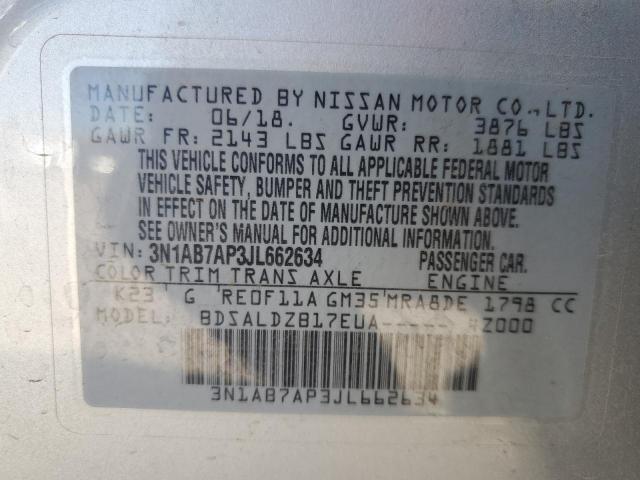 MANUFACTURED BY NISSAN MOTOR CO., LTD.
DATE: 06/18. GVWR: 3876 LBS
GAWR FR: 2143 LBS GAWR RR: 1881 LBS
THIS VEHICLE CONFORMS TO ALL APPLICABLE FEDERAL MOTOR
VEHICLE SAFETY, BUMPER AND THEFT PREVENTION STANDARDS
IN EFFECT ON THE DATE OF MANUFACTURE SHOWN ABOVE.
SEE OWNER'S MANUAL FOR ADDITIONAL INFORMATION.
VIN: 3N1AB7AP3JL662634 PASSENGER CAR.
COLOR TRIM TRANS AXLE ENGINE
K23 G RE0F11A GM35 MRA8DE 1798 CC
MODEL: BDSALDZB17EUA-----4Z000
3N1AB7AP3JL662634